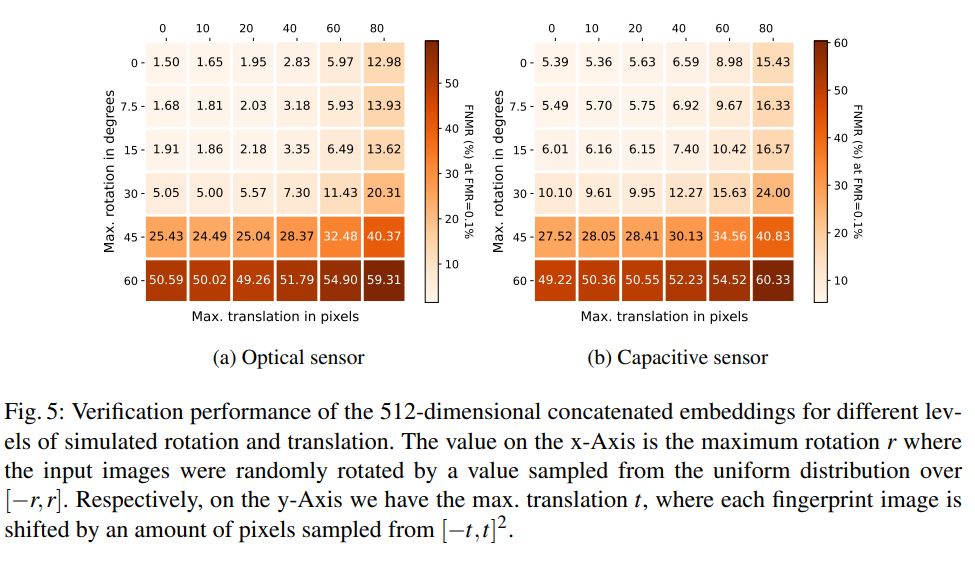 0 10 20 40 60 80
0 1.50 1.65 1.95 2.83 5.97 12.98
7.5 1.68 1.81 2.03 3.18 5.93 13.93
15 1.91 1.86 2.18 3.35 6.49 13.62
30 5.05 5.00 5.57 7.30 11.43 20.31
45 25.43 24.49 25.04 28.37 32.48 40.37
60 50.59 50.02 49.26 51.79 54.90 59.31
Max. rotation in degrees
Max. translation in pixels
50
40
30
20
10
FNMR (%) at FMR=0.1%
(a) Optical sensor
0 10 20 40 60 80
0 5.39 5.36 5.63 6.59 8.98 15.43
7.5 5.49 5.70 5.75 6.92 9.67 16.33
15 6.01 6.16 6.15 7.40 10.42 16.57
30 10.10 9.61 9.95 12.27 15.63 24.00
45 27.52 28.05 28.41 30.13 34.56 40.83
60 49.22 50.36 50.55 52.23 54.52 60.33
Max. rotation in degrees
Max. translation in pixels
60
50
40
30
20
10
FNMR (%) at FMR=0.1%
(b) Capacitive sensor
Fig. 5: Verification performance of the 512-dimensional concatenated embeddings for different lev-
els of simulated rotation and translation. The value on the x-Axis is the maximum rotation r where
the input images were randomly rotated by a value sampled from the uniform distribution over
[−r,r]. Respectively, on the y-Axis we have the max. translation t, where each fingerprint image is
shifted by an amount of pixels sampled from [−t,t]².